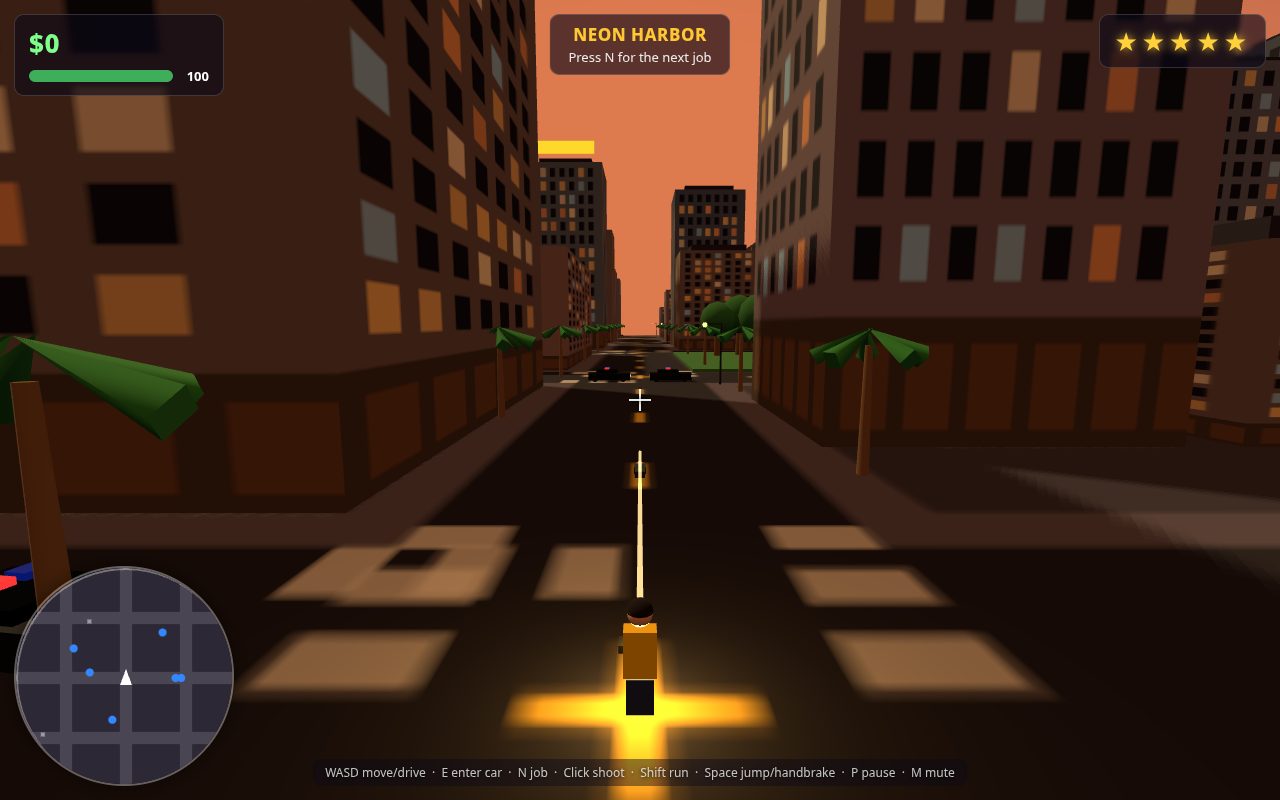 $0
100
NEON HARBOR
Press N for the next job
★★★★★
WASD move/drive · E enter car · N job · Click shoot · Shift run · Space jump/handbrake · P pause · M mute